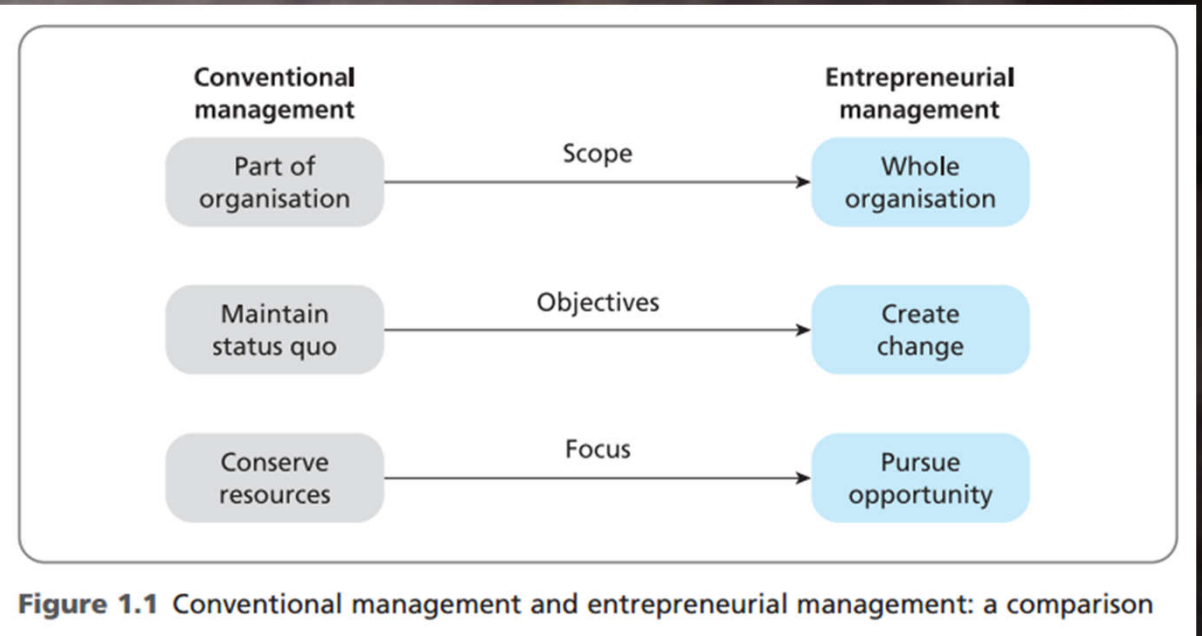 Conventional
management
Entrepreneurial
management
Part of
organisation
Scope
Whole
organisation
Maintain
status quo
Objectives
Create
change
Conserve
resources
Focus
Pursue
opportunity
Figure 1.1 Conventional management and entrepreneurial management: a comparison